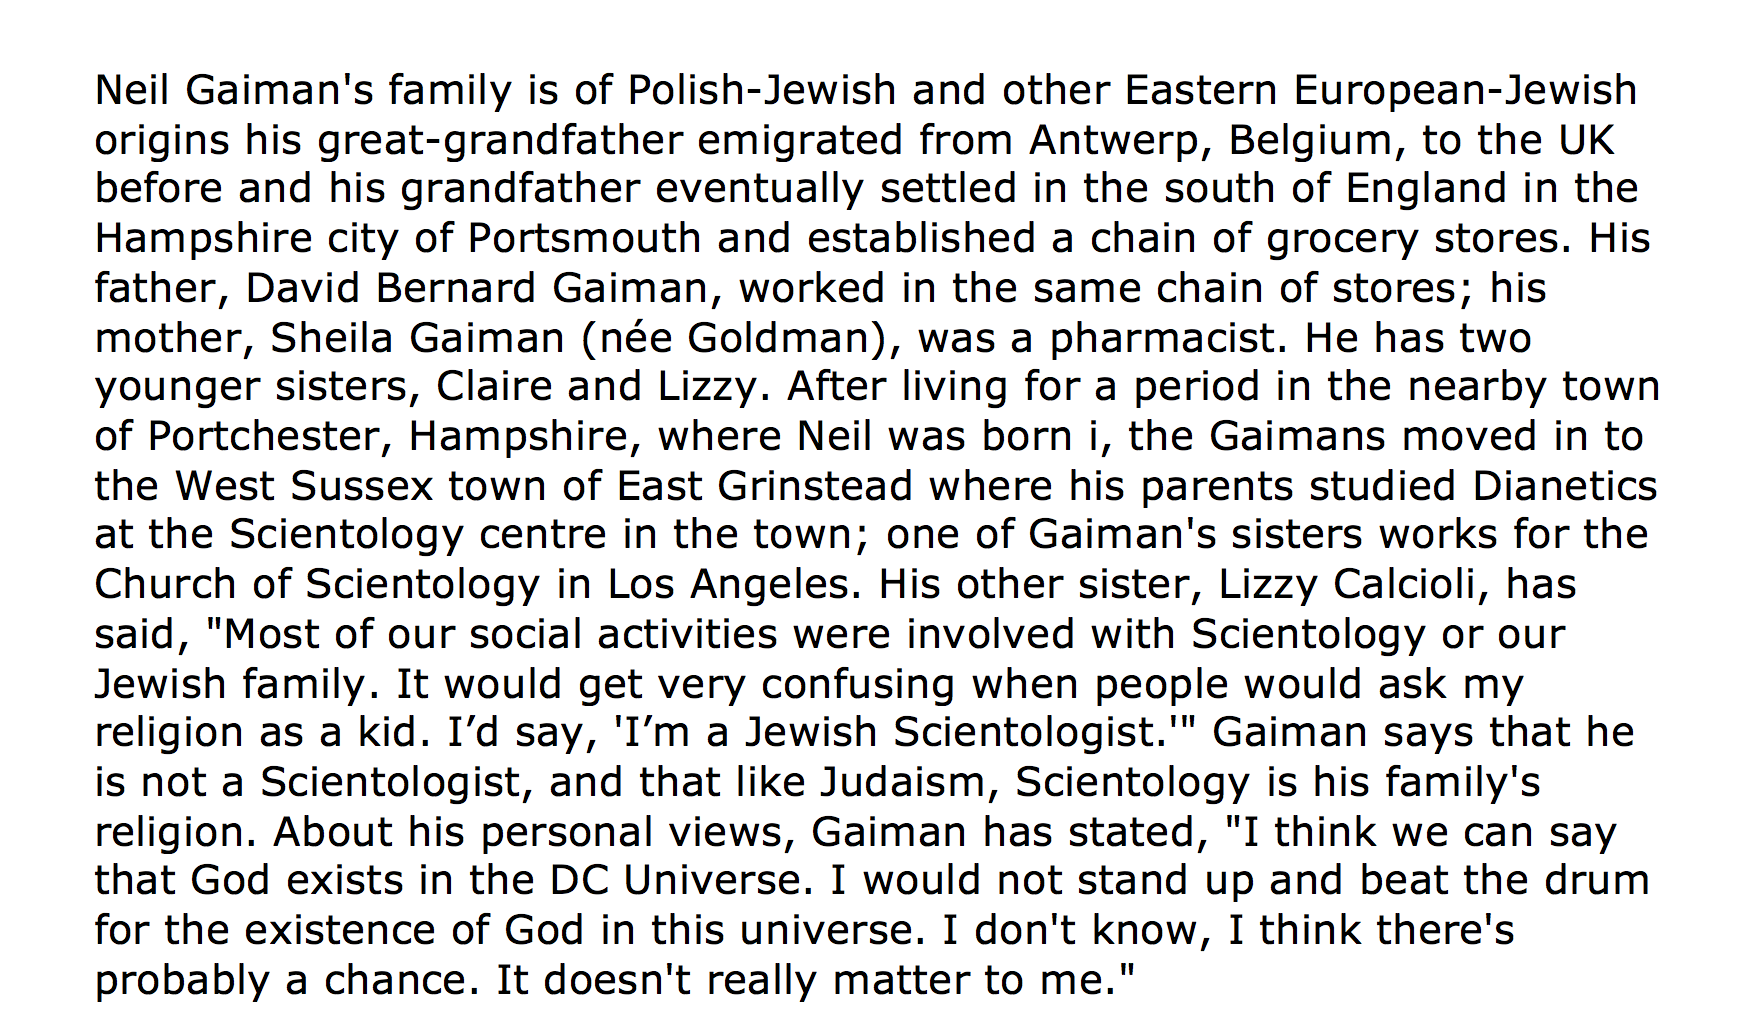 Neil Gaiman's family is of Polish-Jewish and other Eastern European-Jewish
origins his great-grandfather emigrated from Antwerp, Belgium, to the UK
before and his grandfather eventually settled in the south of England in the
Hampshire city of Portsmouth and established a chain of grocery stores. His
father, David Bernard Gaiman, worked in the same chain of stores; his
mother, Sheila Gaiman (née Goldman), was a pharmacist. He has two
younger sisters, Claire and Lizzy. After living for a period in the nearby town
of Portchester, Hampshire, where Neil was born i, the Gaimans moved in to
the West Sussex town of East Grinstead where his parents studied Dianetics
at the Scientology centre in the town; one of Gaiman's sisters works for the
Church of Scientology in Los Angeles. His other sister, Lizzy Calcioli, has
said, "Most of our social activities were involved with Scientology or our
Jewish family. It would get very confusing when people would ask my
religion as a kid. I’d say, 'I’m a Jewish Scientologist.'" Gaiman says that he
is not a Scientologist, and that like Judaism, Scientology is his family's
religion. About his personal views, Gaiman has stated, "I think we can say
that God exists in the DC Universe. I would not stand up and beat the drum
for the existence of God in this universe. I don't know, I think there's
probably a chance. It doesn't really matter to me."